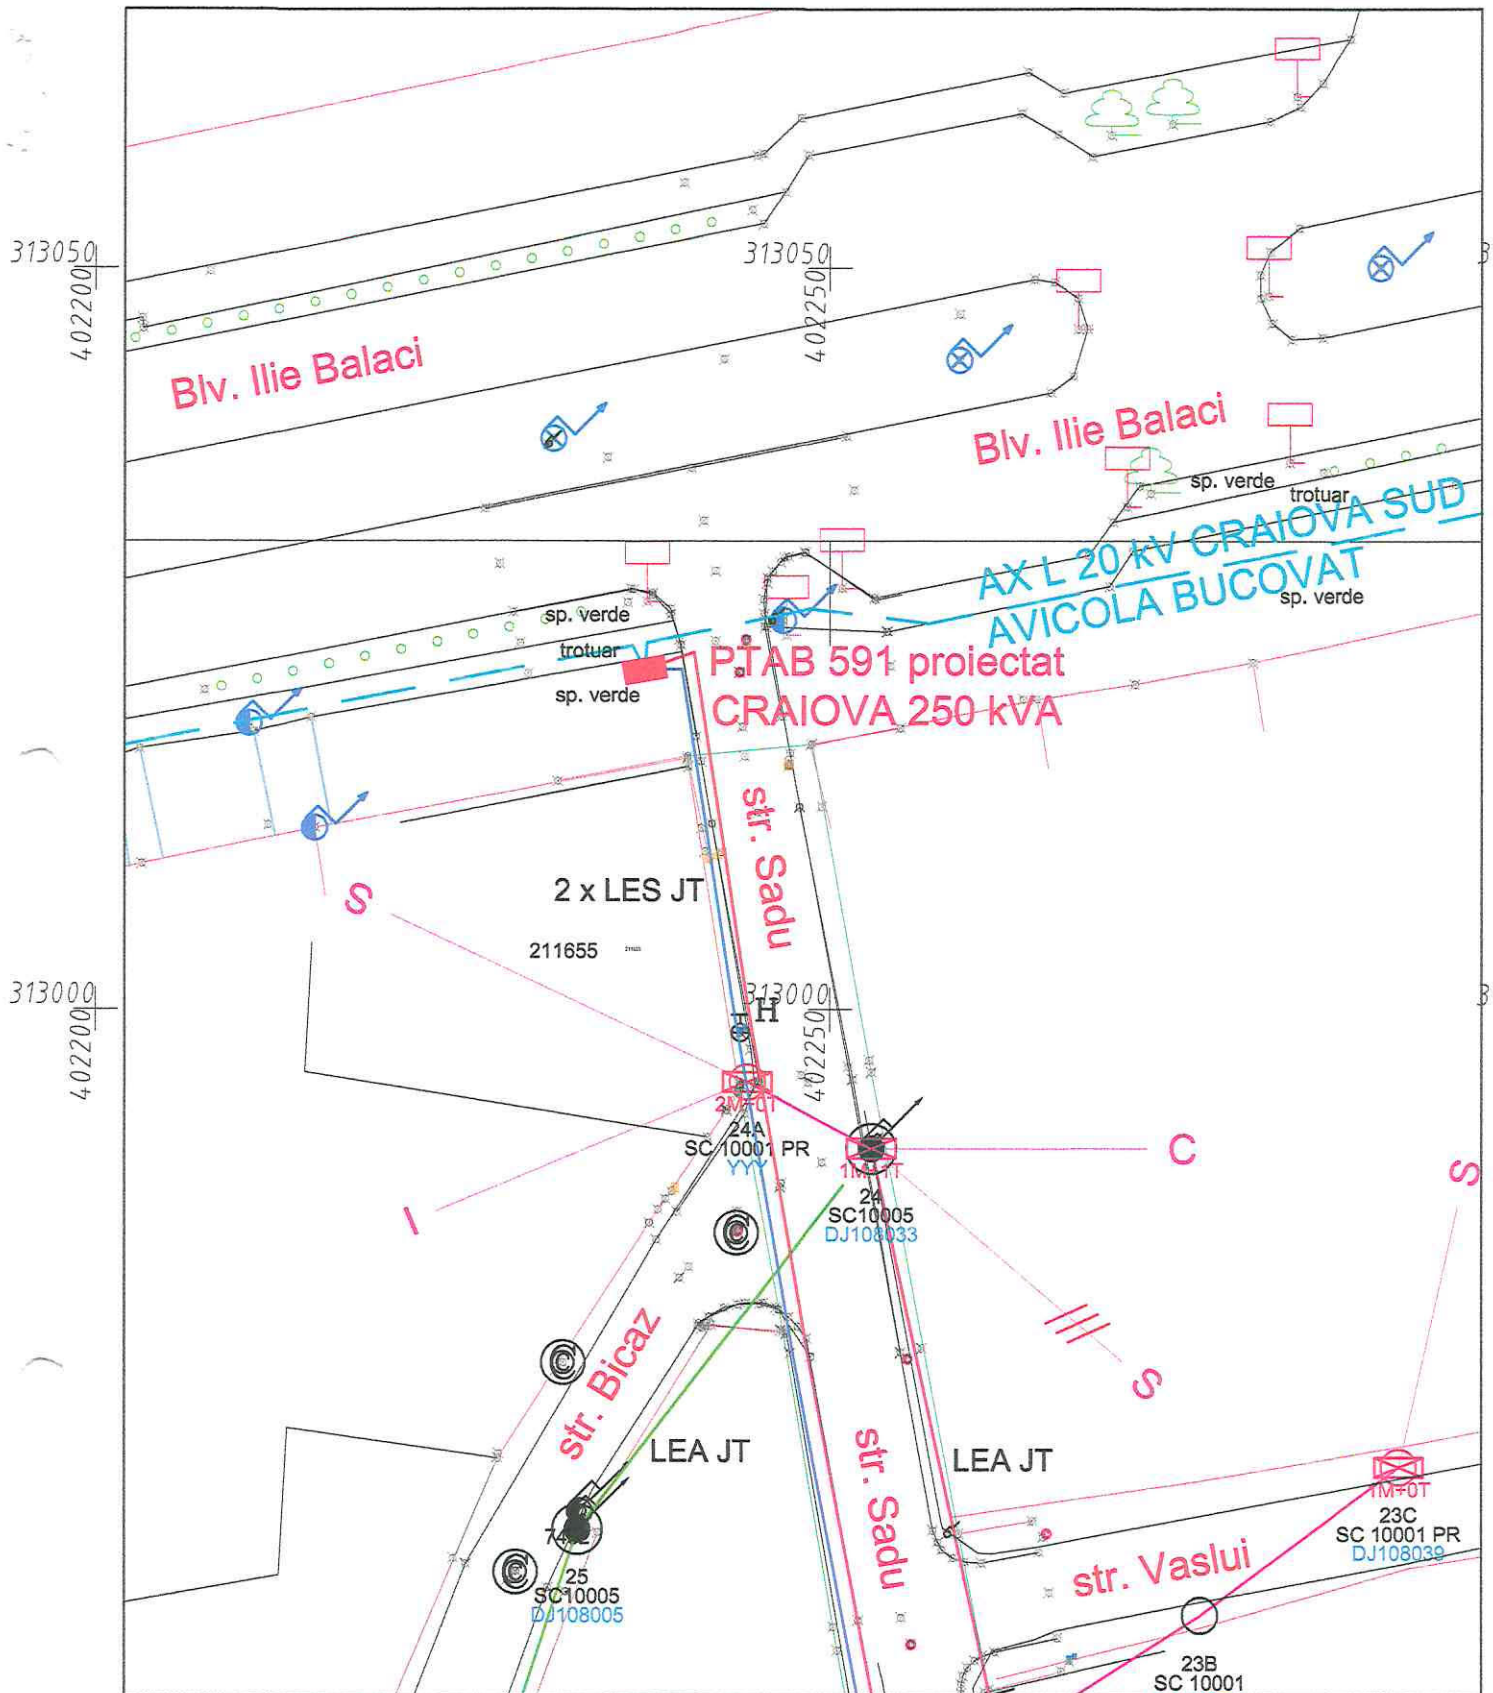 313050
402200
313050
402250
Blv. Ilie Balaci
Blv. Ilie Balaci
sp. verde
trotuar
AX L 20 kV CRAIOVA SUD
AVICOLA BUCOVAT
sp. verde
sp. verde
trotuar
sp. verde
PTAB 591 proiectat
CRAIOVA 250 kVA
str. Sadu
S
2 x LES JT
211655
313000
402200
313000
402250
H
2M+0T
24A
SC 10001 PR
YYY
1M+1T
24
SC10005
DJ108033
C
S
I
S
str. Bicaz
LEA JT
str. Sadu
LEA JT
1M+0T
23C
SC 10001 PR
DJ108039
25
SC10005
DJ108005
str. Vaslui
23B
SC 10001